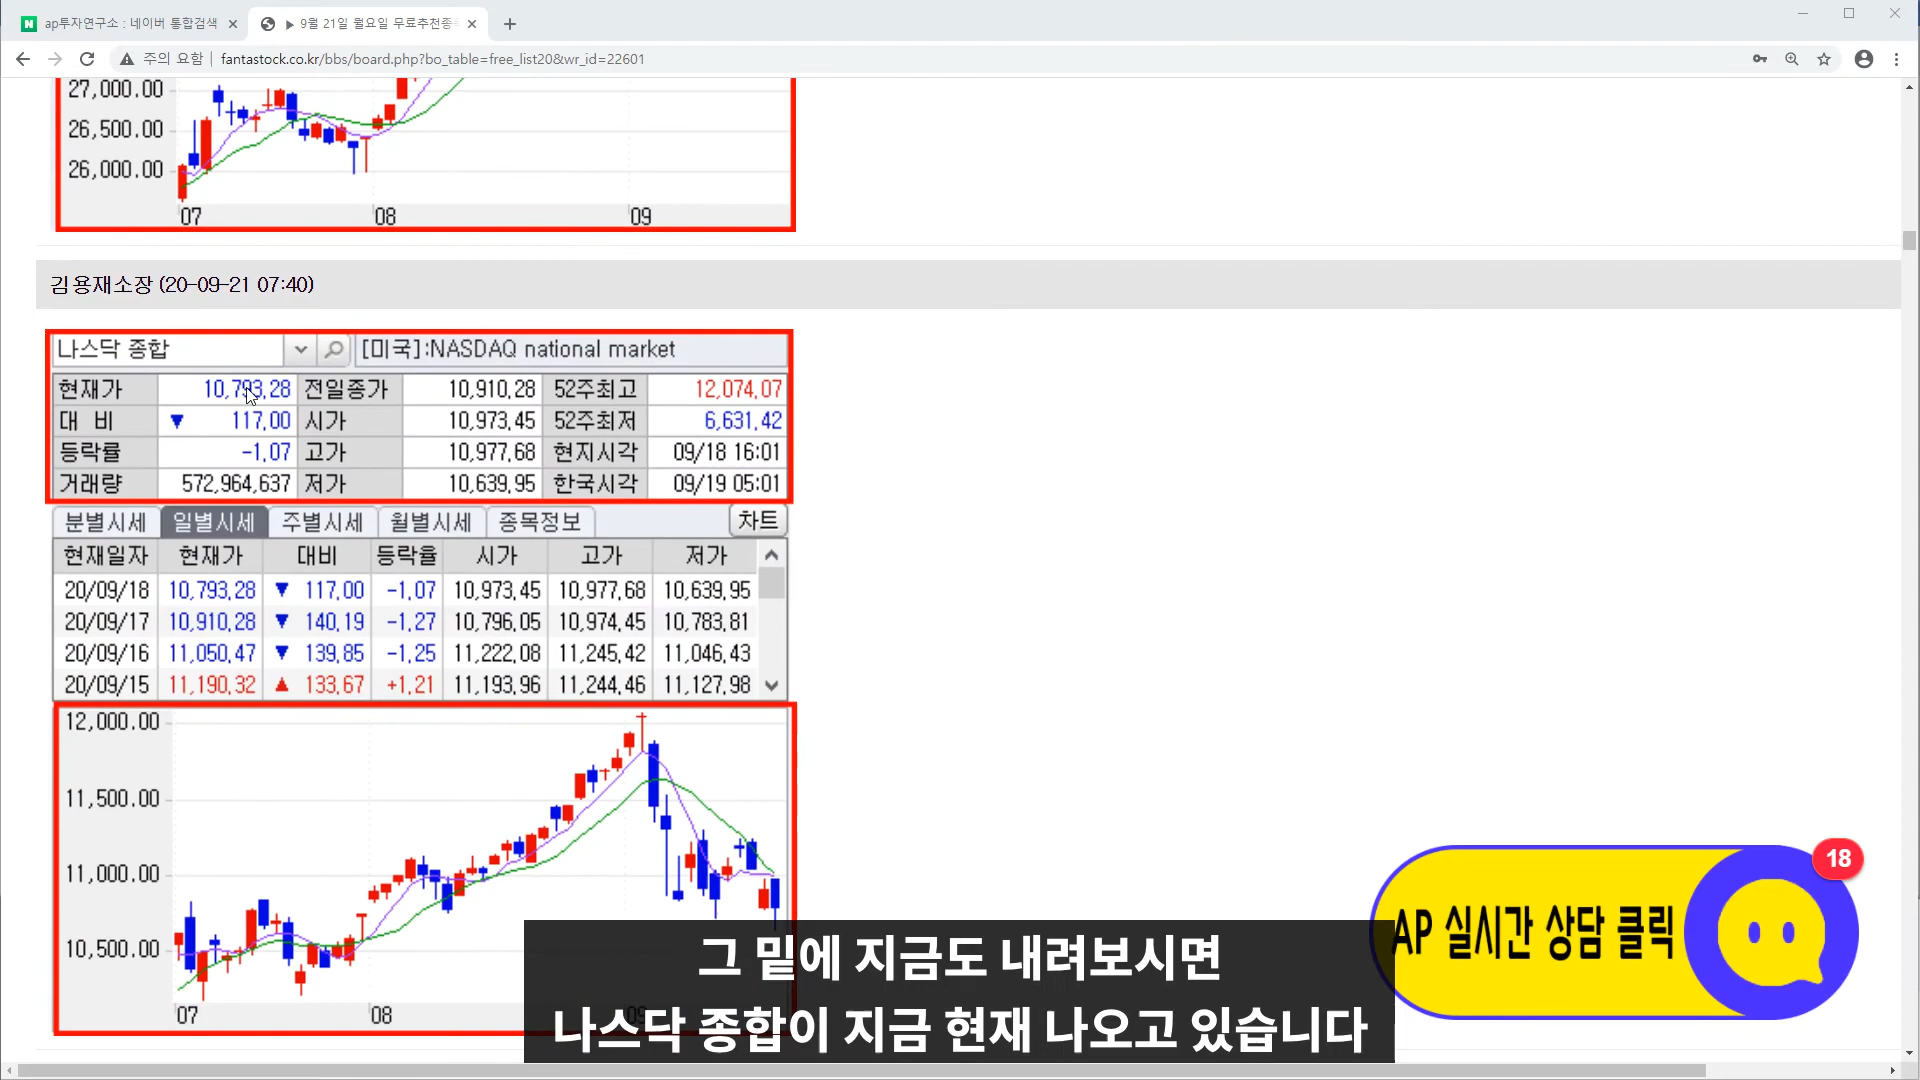 ap투자연구소 : 네이버 통합검색
▶ 9월 21일 월요일 무료추천종
주의 요함 | fantastock.co.kr/bbs/board.php?bo_table=free_list20&wr_id=22601
27,000.00
26,500.00
26,000.00
07 08 09
김용재소장 (20-09-21 07:40)
나스닥 종합 [미국]:NASDAQ national market
현재가 10,793,28 전일종가 10,910,28 52주최고 12,074,07
대 비 ▼ 117,00 시가 10,973,45 52주최저 6,631,42
등락률 -1,07 고가 10,977,68 현지시각 09/18 16:01
거래량 572,964,637 저가 10,639,95 한국시각 09/19 05:01
분별시세 일별시세 주별시세 월별시세 종목정보 차트
현재일자 현재가 대비 등락율 시가 고가 저가
20/09/18 10,793,28 ▼ 117,00 -1,07 10,973,45 10,977,68 10,639,95
20/09/17 10,910,28 ▼ 140,19 -1,27 10,796,05 10,974,45 10,783,81
20/09/16 11,050,47 ▼ 139,85 -1,25 11,222,08 11,245,42 11,046,43
20/09/15 11,190,32 ▲ 133,67 +1,21 11,193,96 11,244,46 11,127,98
12,000.00
11,500.00
11,000.00
10,500.00
07 08 09
18
AP 실시간 상담 클릭
그 밑에 지금도 내려보시면
나스닥 종합이 지금 현재 나오고 있습니다